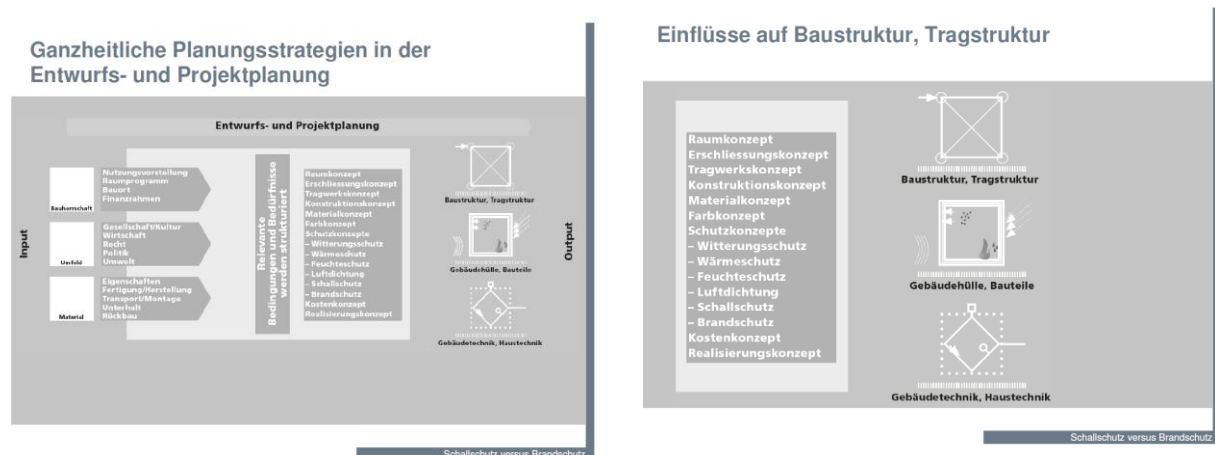 Ganzheitliche Planungsstrategien in der
Entwurfs- und Projektplanung
Entwurfs- und Projektplanung
Input
Bauherrschaft
Nutzungsvorstellung
Raumprogramm
Bauort
Finanzrahmen
Umfeld
Gesellschaft/Kultur
Wirtschaft
Recht
Politik
Umwelt
Material
Eigenschaften
Fertigung/Herstellung
Transport/Montage
Unterhalt
Rückbau
Relevante
Bedingungen und Bedürfnisse
werden strukturiert
Raumkonzept
Erschliessungskonzept
Tragwerkskonzept
Konstruktionskonzept
Materialkonzept
Farbkonzept
Schutzkonzepte
– Witterungsschutz
– Wärmeschutz
– Feuchteschutz
– Luftdichtung
– Schallschutz
– Brandschutz
Kostenkonzept
Realisierungskonzept
Baustruktur, Tragstruktur
Gebäudehülle, Bauteile
Gebäudetechnik, Haustechnik
Output
Schallschutz versus Brandschutz
Einflüsse auf Baustruktur, Tragstruktur
Raumkonzept
Erschliessungskonzept
Tragwerkskonzept
Konstruktionskonzept
Materialkonzept
Farbkonzept
Schutzkonzepte
– Witterungsschutz
– Wärmeschutz
– Feuchteschutz
– Luftdichtung
– Schallschutz
– Brandschutz
Kostenkonzept
Realisierungskonzept
Baustruktur, Tragstruktur
Gebäudehülle, Bauteile
Gebäudetechnik, Haustechnik
Schallschutz versus Brandschutz